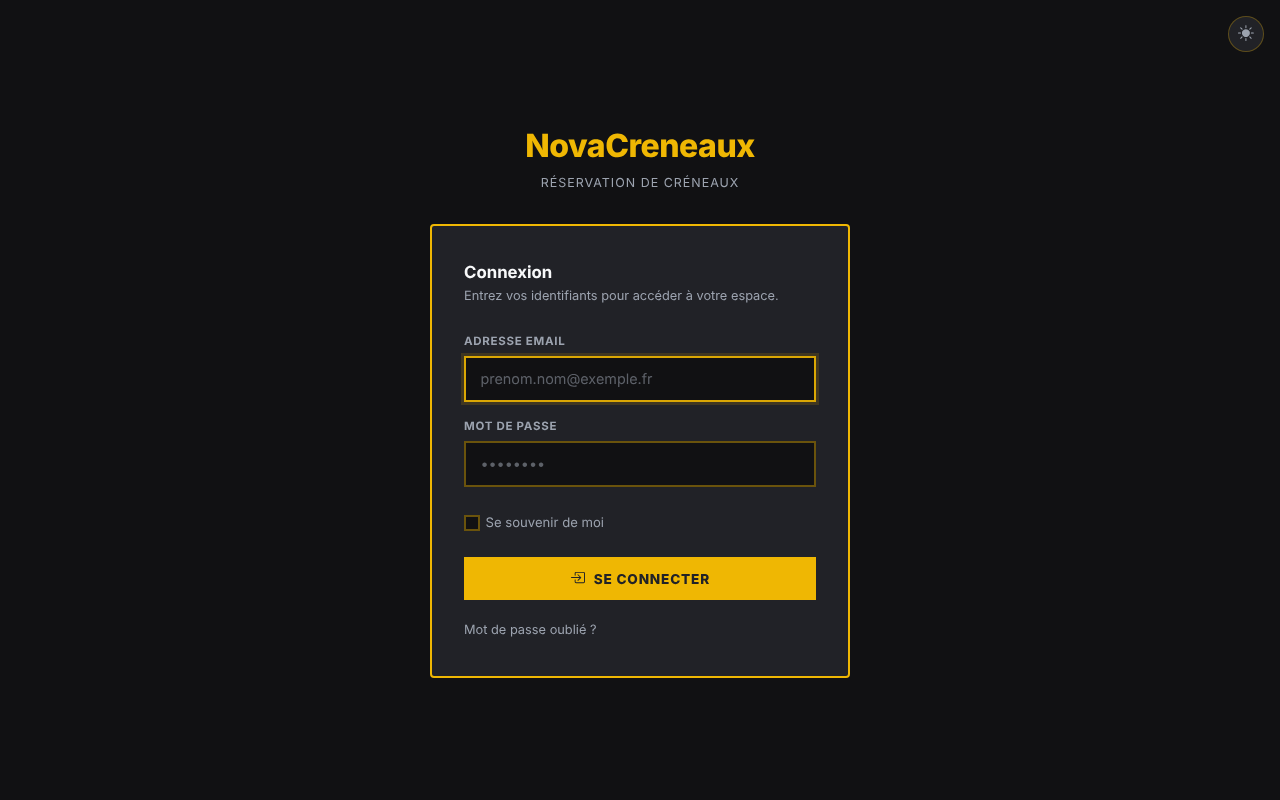 NovaCreneaux
RÉSERVATION DE CRÉNEAUX
Connexion
Entrez vos identifiants pour accéder à votre espace.
ADRESSE EMAIL
prenom.nom@exemple.fr
MOT DE PASSE
••••••••
Se souvenir de moi
SE CONNECTER
Mot de passe oublié ?